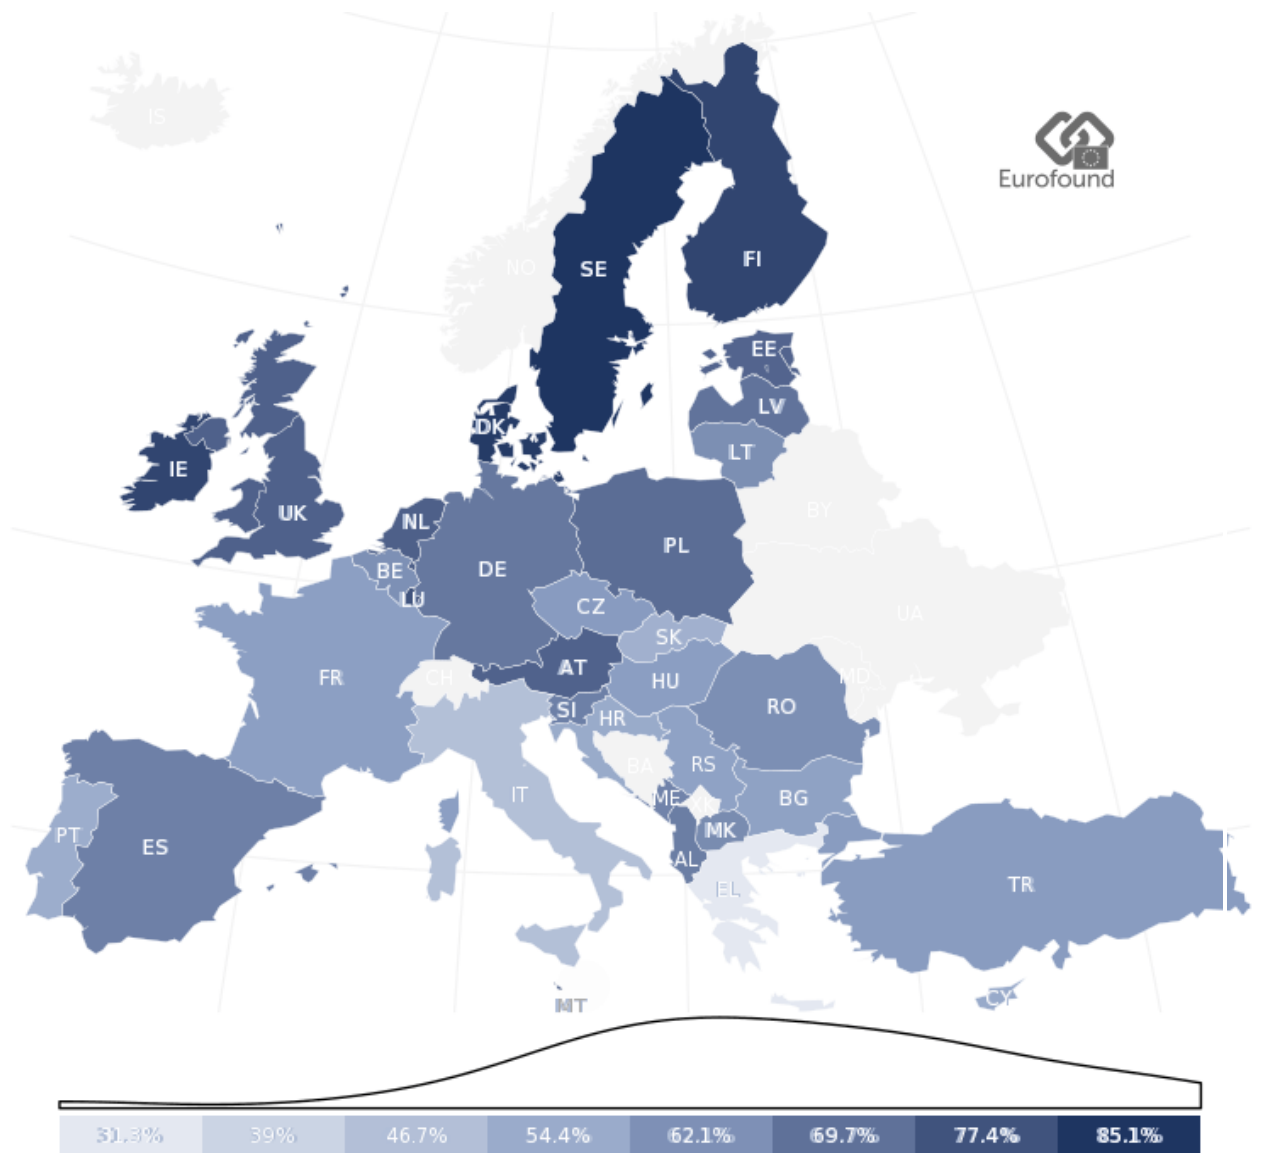 IS
Eurofound
NO
SE
FI
EE
DK
LV
LT
IE
UK
NL
BY
PL
BE
DE
LU
CZ
UA
SK
AT
FR
CH
HU
MD
SI
HR
RO
BA
RS
IT
ME
XK
BG
PT
MK
ES
AL
EL
TR
CY
MT
31.3% 39% 46.7% 54.4% 62.1% 69.7% 77.4% 85.1%